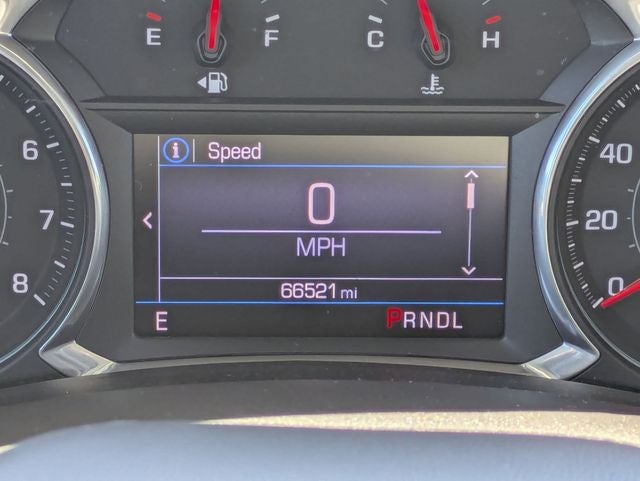 E F C H
i Speed
0
MPH
66521 mi
E PRNDL
6
7
8
40
20
0